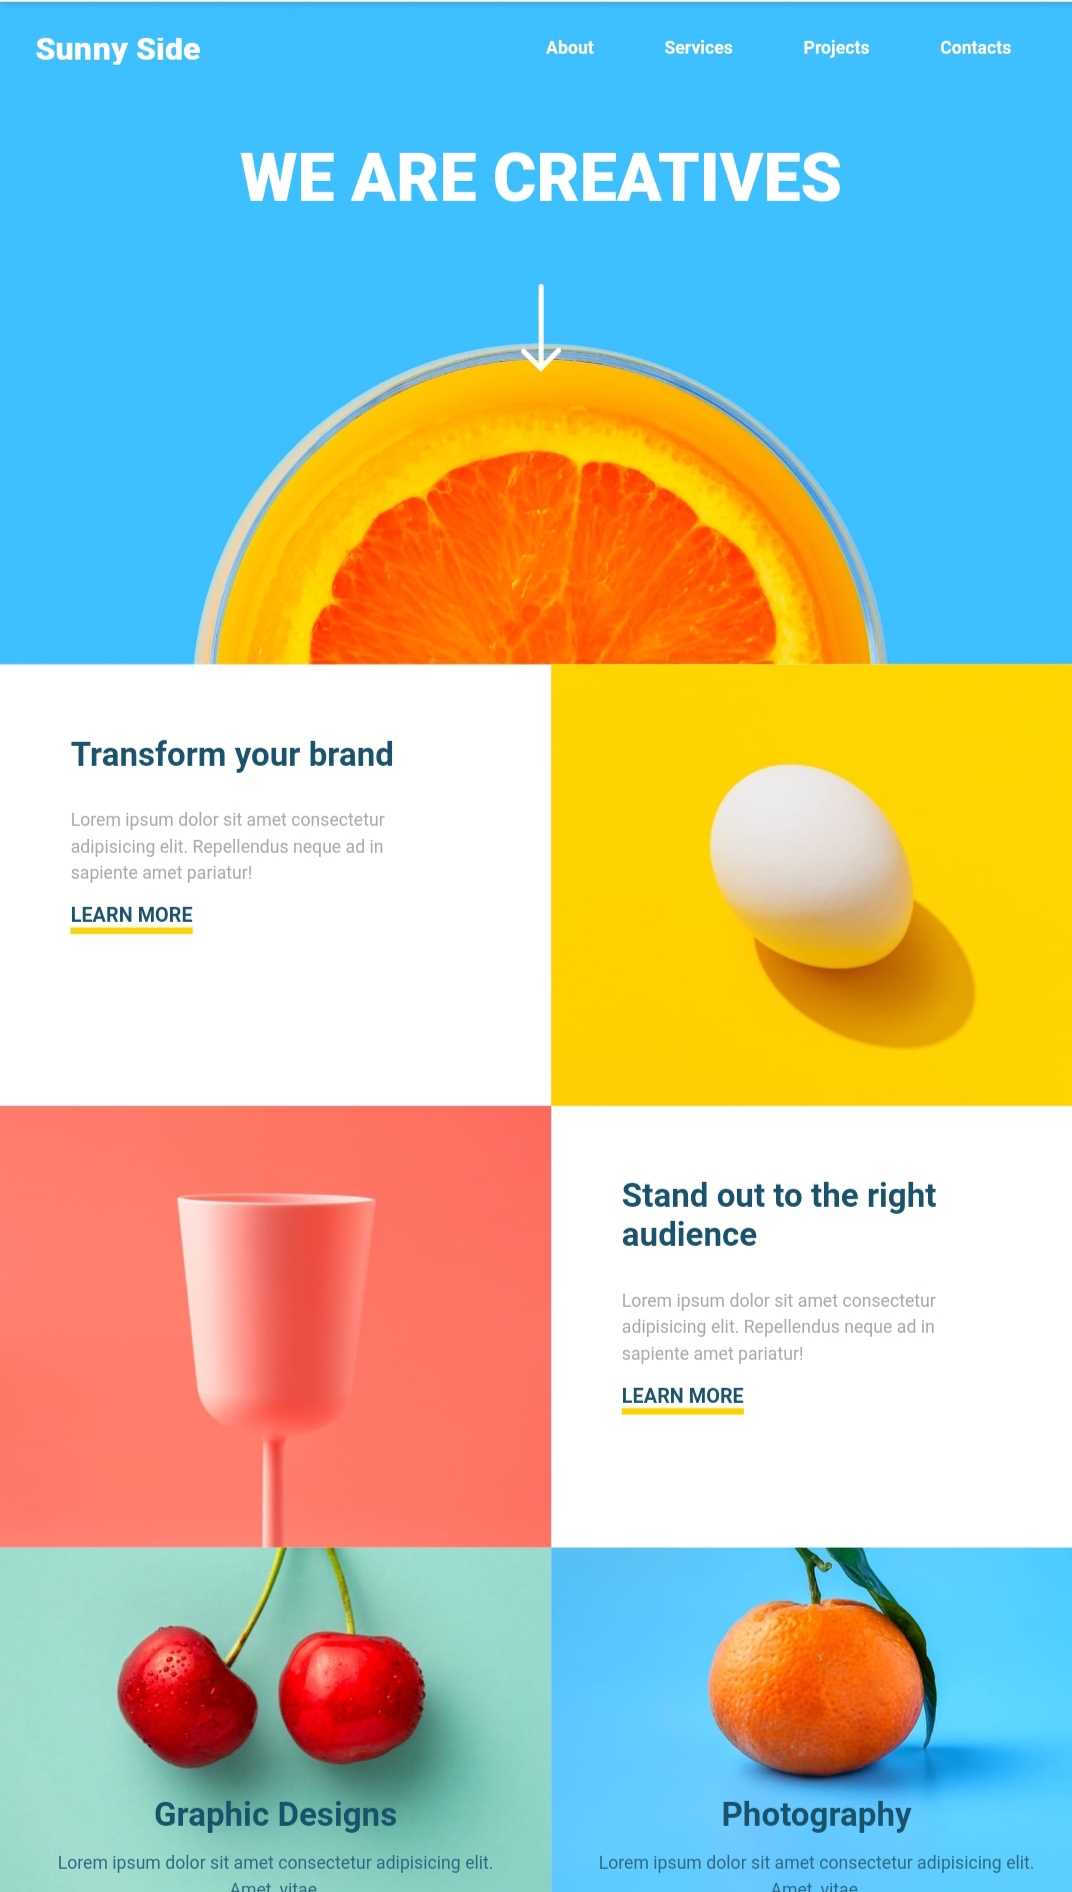 Sunny Side
About Services Projects Contacts
WE ARE CREATIVES
Transform your brand
Lorem ipsum dolor sit amet consectetur
adipisicing elit. Repellendus neque ad in
sapiente amet pariatur!
LEARN MORE
Stand out to the right
audience
Lorem ipsum dolor sit amet consectetur
adipisicing elit. Repellendus neque ad in
sapiente amet pariatur!
LEARN MORE
Graphic Designs
Lorem ipsum dolor sit amet consectetur adipisicing elit.
Amet, vitae
Photography
Lorem ipsum dolor sit amet consectetur adipisicing elit.
Amet, vitae